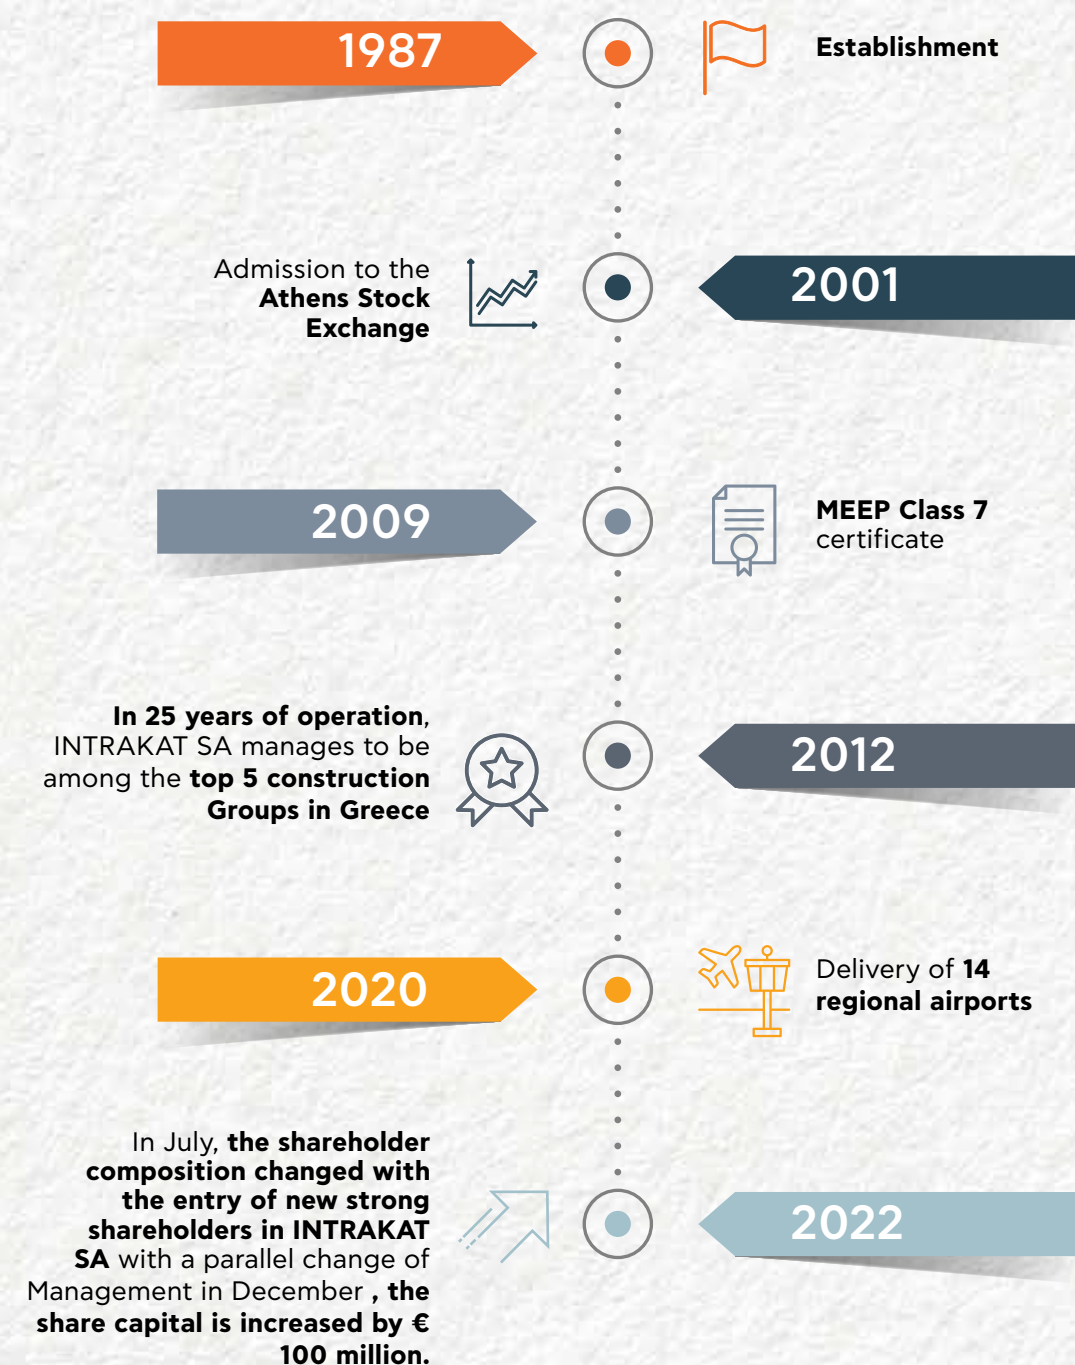 1987
Establishment
Admission to the
Athens Stock
Exchange
2001
2009
MEEP Class 7
certificate
In 25 years of operation,
INTRAKAT SA manages to be
among the top 5 construction
Groups in Greece
2012
2020
Delivery of 14
regional airports
In July, the shareholder
composition changed with
the entry of new strong
shareholders in INTRAKAT
SA with a parallel change of
Management in December , the
share capital is increased by €
100 million.
2022